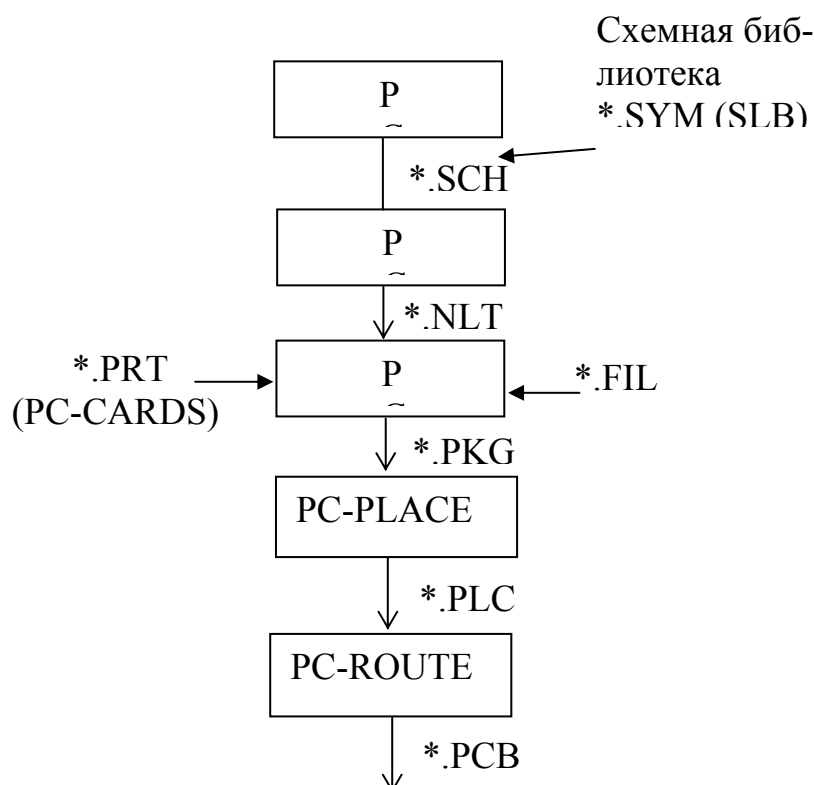 Схемная биб-
лиотека
*.SYM (SLB)
P
*.SCH
P
*.NLT
*.PRT
(PC-CARDS)
P
*.FIL
*.PKG
PC-PLACE
*.PLC
PC-ROUTE
*.PCB